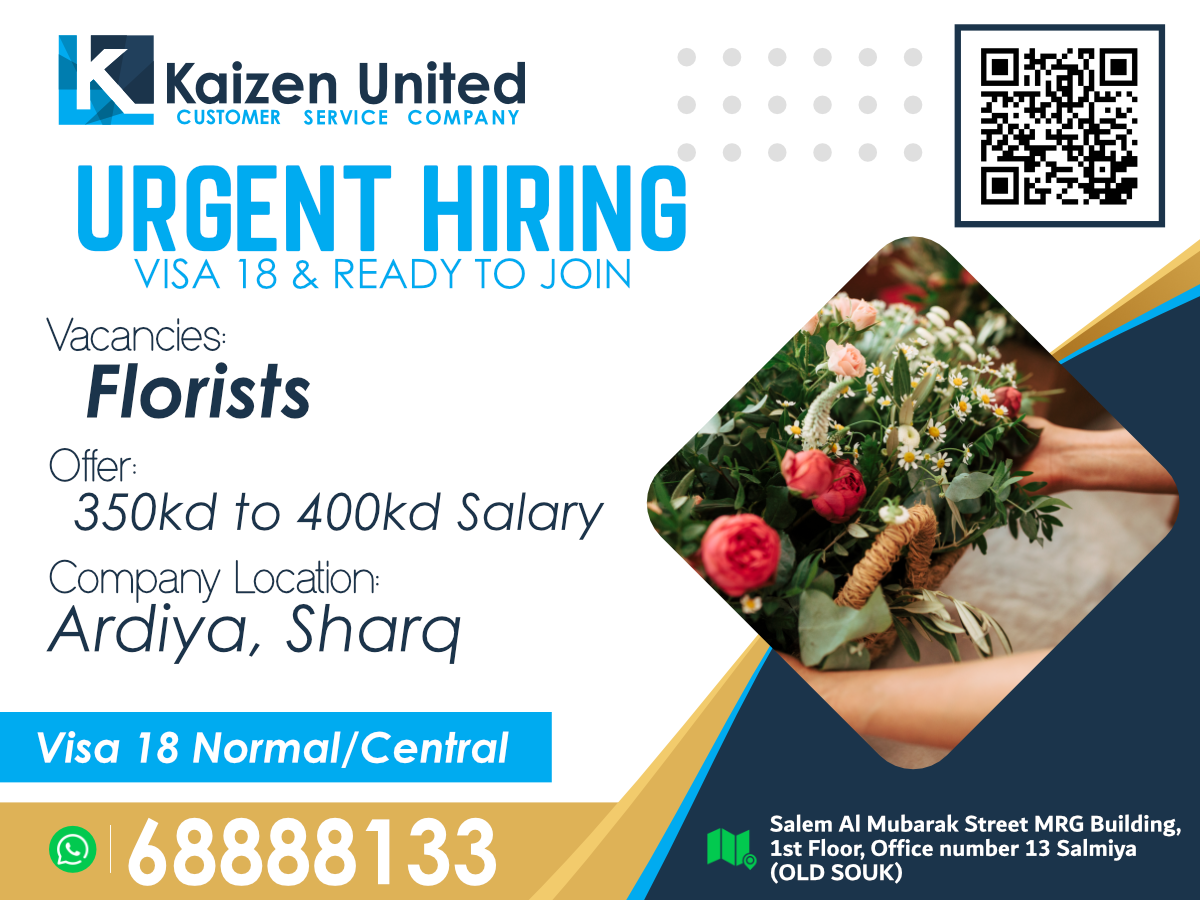 Kaizen United
CUSTOMER SERVICE COMPANY
URGENT HIRING
VISA 18 & READY TO JOIN
Vacancies:
Florists
Offer:
350kd to 400kd Salary
Company Location:
Ardiya, Sharq
Visa 18 Normal/Central
68888133
Salem Al Mubarak Street MRG Building,
1st Floor, Office number 13 Salmiya
(OLD SOUK)